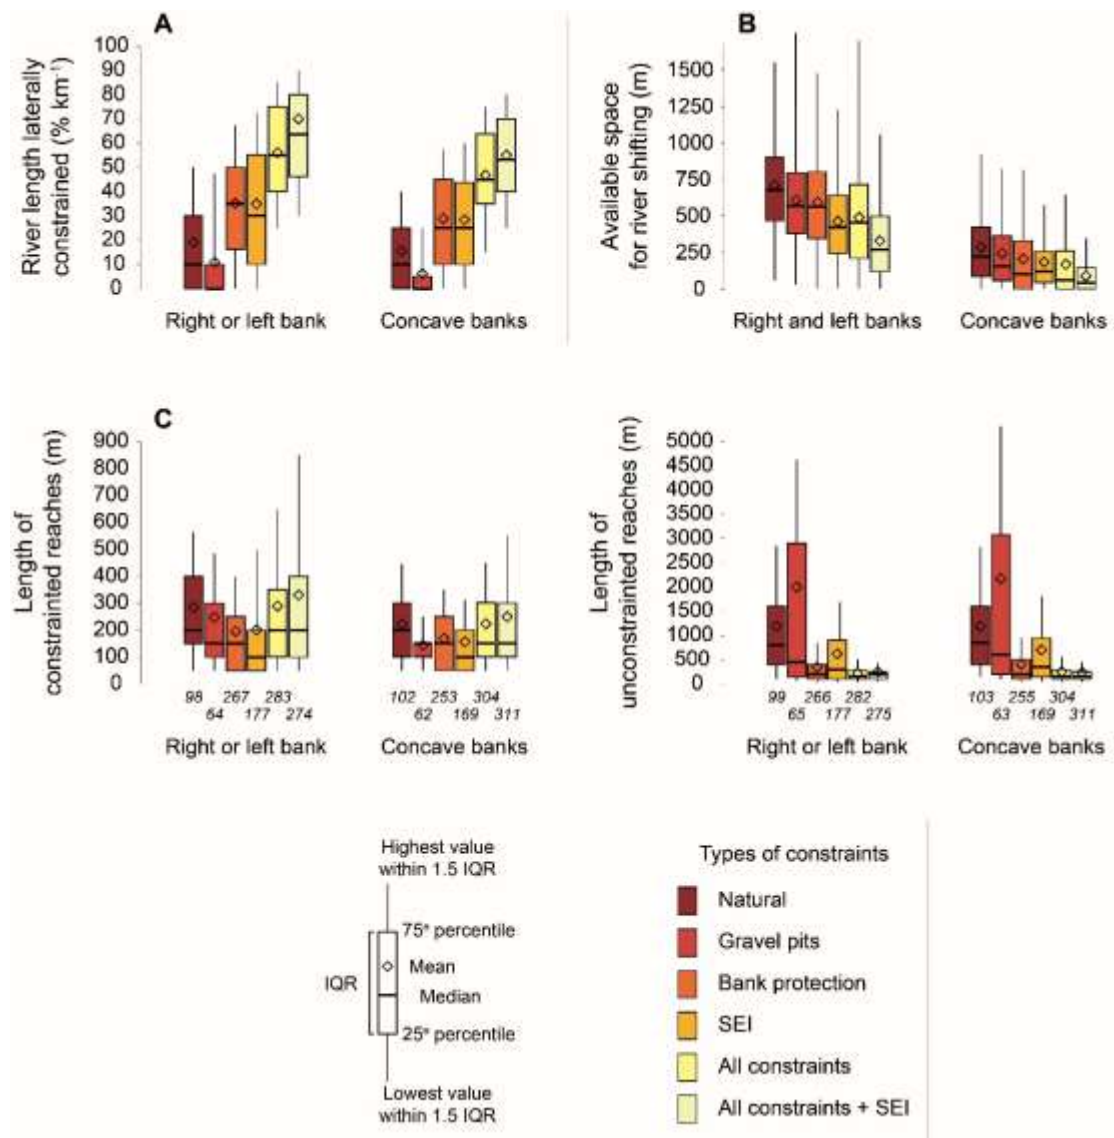 A
River length laterally
constrained (% km⁻¹)
100
90
80
70
60
50
40
30
20
10
0
Right or left bank
Concave banks
B
Available space
for river shifting (m)
1500
1250
1000
750
500
250
0
Right and left banks
Concave banks
C
Length of
constrainted reaches (m)
900
800
700
600
500
400
300
200
100
0
98 267 283
64 177 274
Right or left bank
102 253 304
62 169 311
Concave banks
Length of
unconstrainted reaches (m)
5000
4500
4000
3500
3000
2500
2000
1500
1000
500
0
99 266 282
65 177 275
Right or left bank
103 255 304
63 169 311
Concave banks
Highest value
within 1.5 IQR
75ᵉ percentile
Mean
IQR
Median
25ᵉ percentile
Lowest value
within 1.5 IQR
Types of constraints
Natural
Gravel pits
Bank protection
SEI
All constraints
All constraints + SEI